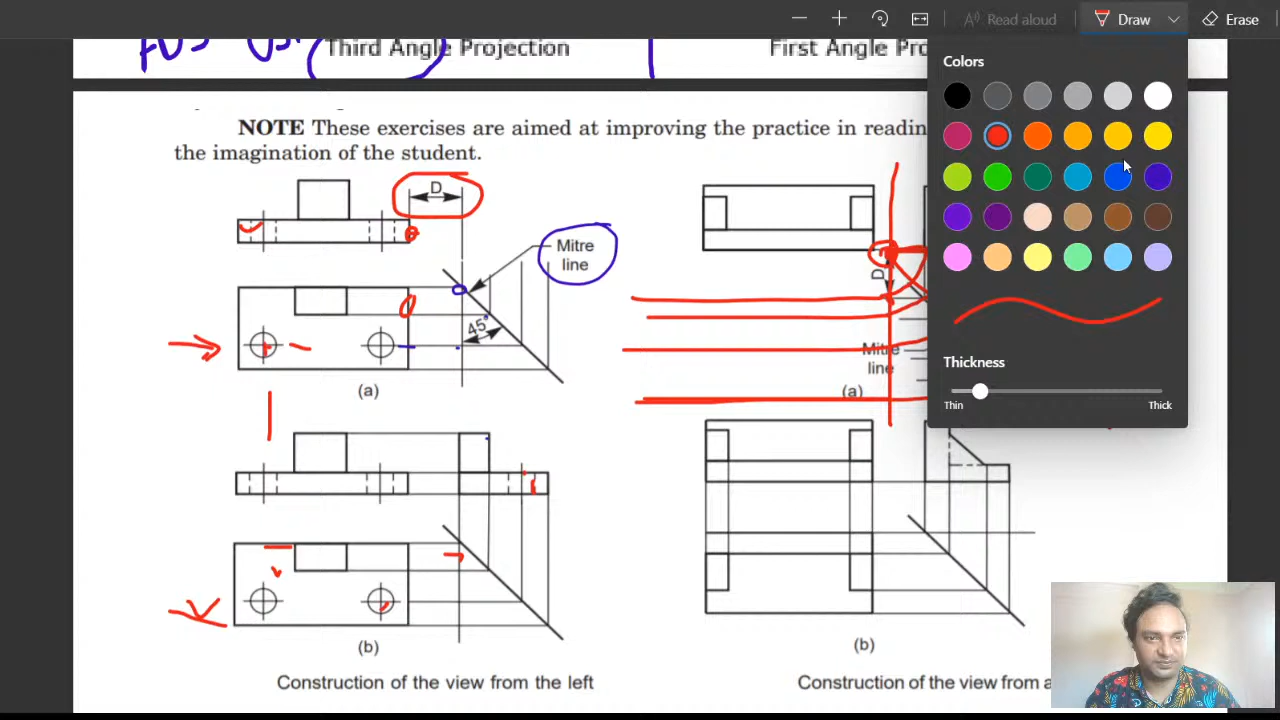 Read aloud
Draw
Erase
Third Angle Projection
First Angle Pro
Colors
NOTE These exercises are aimed at improving the practice in readin
the imagination of the student.
D
Mitre
line
45°
D
Mitre
line
(a)
(a)
Thickness
Thin
Thick
(b)
(b)
Construction of the view from the left
Construction of the view from a